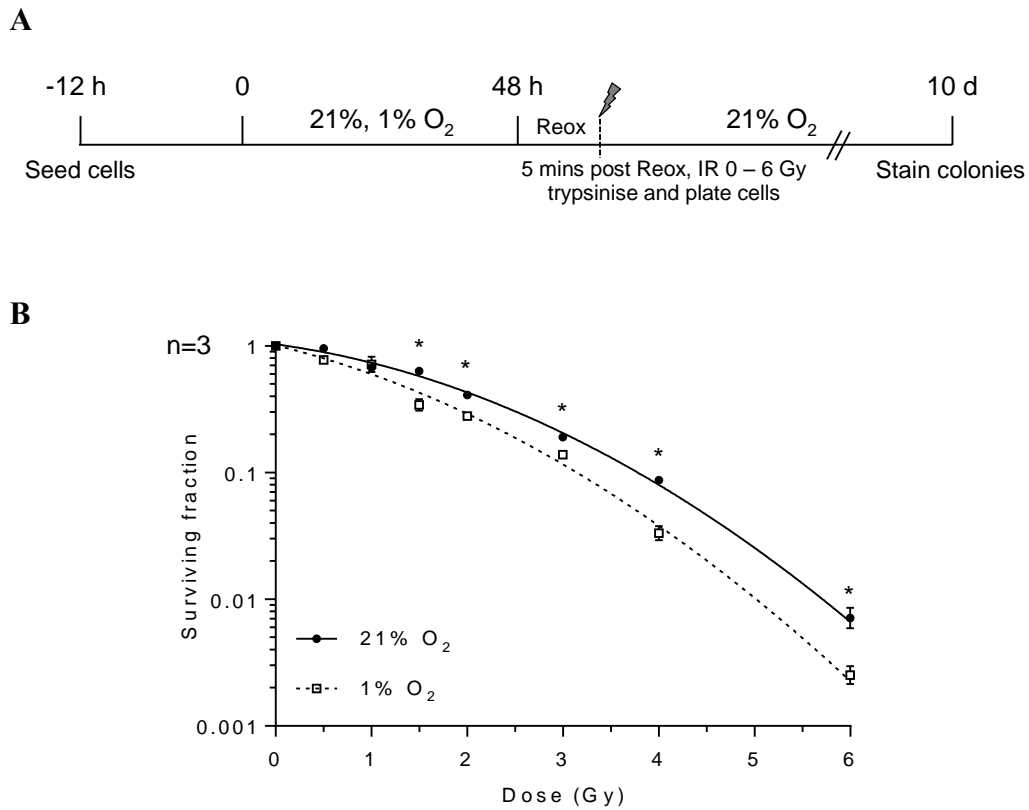 A
-12 h 0 48 h 10 d
21%, 1% O₂ Reox 21% O₂
Seed cells 5 mins post Reox, IR 0 – 6 Gy Stain colonies
trypsinise and plate cells
B
n=3
Surviving fraction
1
0.1
0.01
0.001
* * * * *
*
21% O₂
1% O₂
0 1 2 3 4 5 6
Dose (Gy)